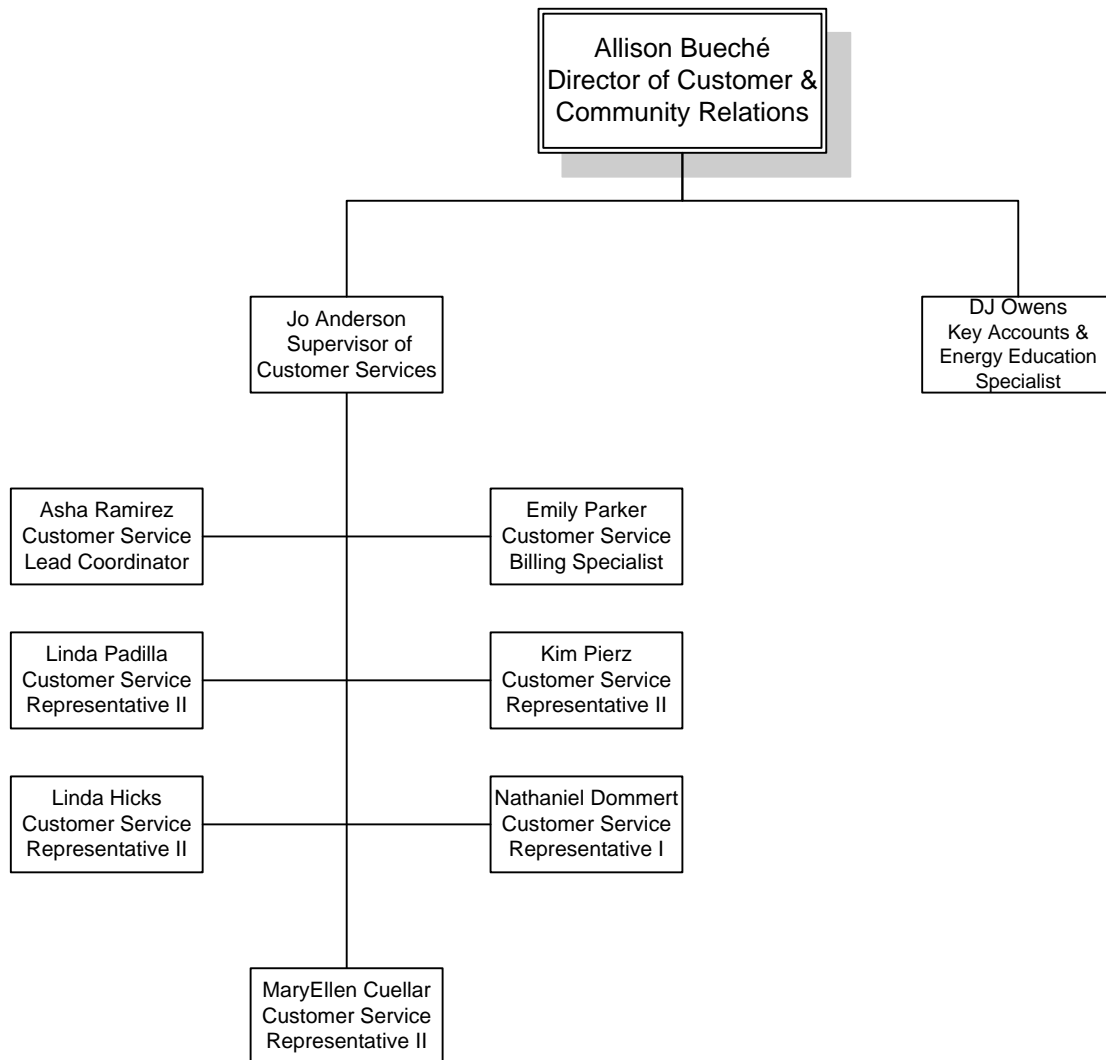 Allison Bueché
Director of Customer &
Community Relations
Jo Anderson
Supervisor of
Customer Services
DJ Owens
Key Accounts &
Energy Education
Specialist
Asha Ramirez
Customer Service
Lead Coordinator
Emily Parker
Customer Service
Billing Specialist
Linda Padilla
Customer Service
Representative II
Kim Pierz
Customer Service
Representative II
Linda Hicks
Customer Service
Representative II
Nathaniel Dommert
Customer Service
Representative I
MaryEllen Cuellar
Customer Service
Representative II